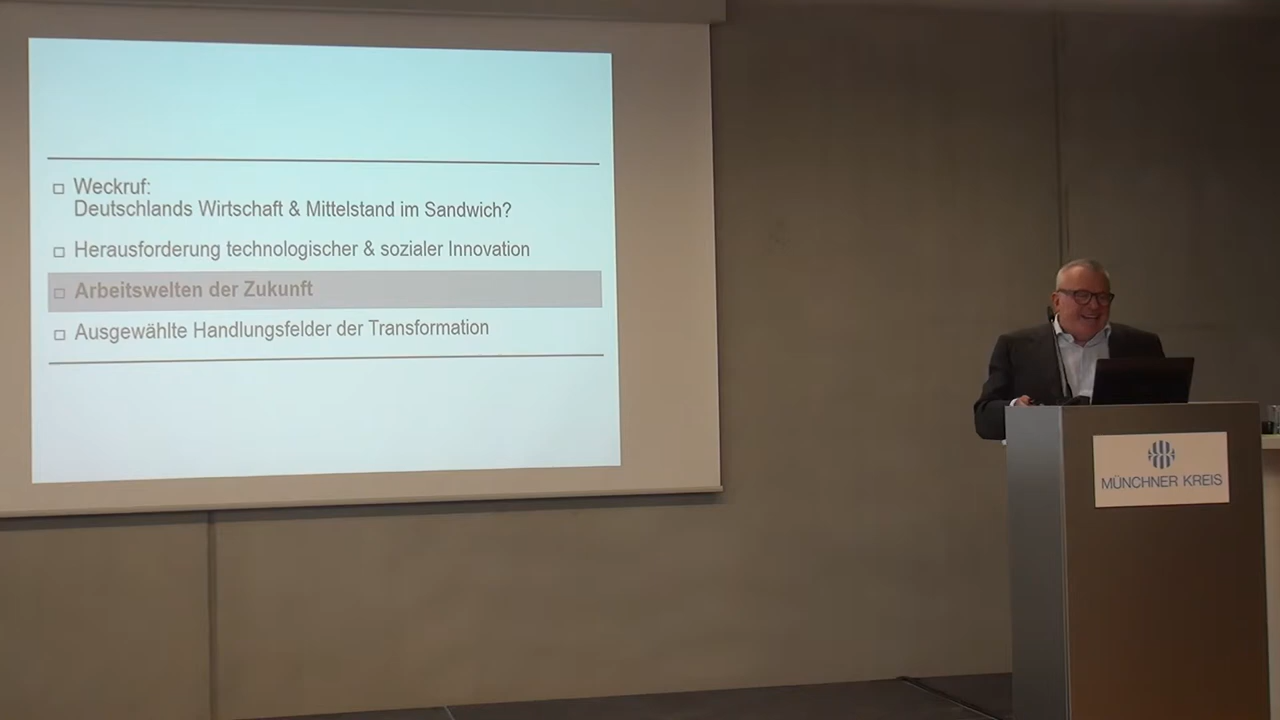 Weckruf:
Deutschlands Wirtschaft & Mittelstand im Sandwich?
Herausforderung technologischer & sozialer Innovation
Arbeitswelten der Zukunft
Ausgewählte Handlungsfelder der Transformation
MÜNCHNER KREIS